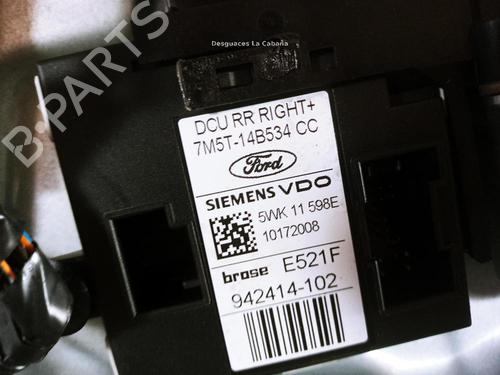 Desguaces La Cabaña
B-PARTS
DCU RR RIGHT+
7M5T-14B534 CC
Ford
SIEMENS VDO
5WK 11 598E
10172008
brose E521F
942414-102